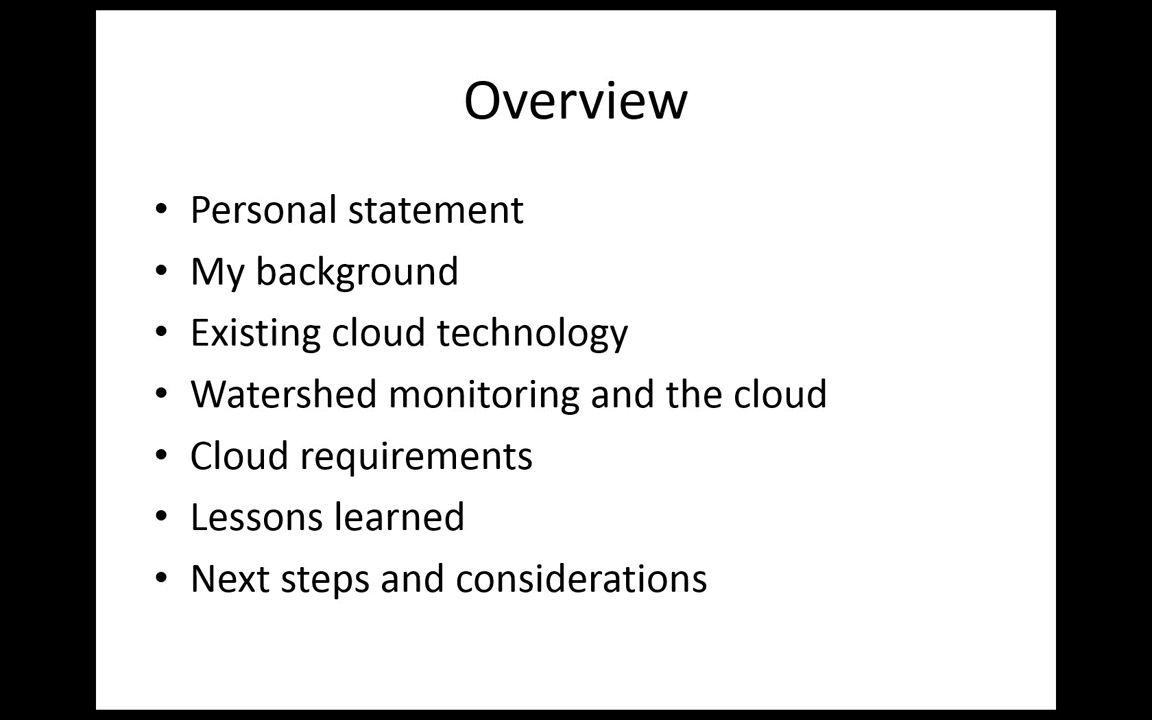 Overview
• Personal statement
• My background
• Existing cloud technology
• Watershed monitoring and the cloud
• Cloud requirements
• Lessons learned
• Next steps and considerations